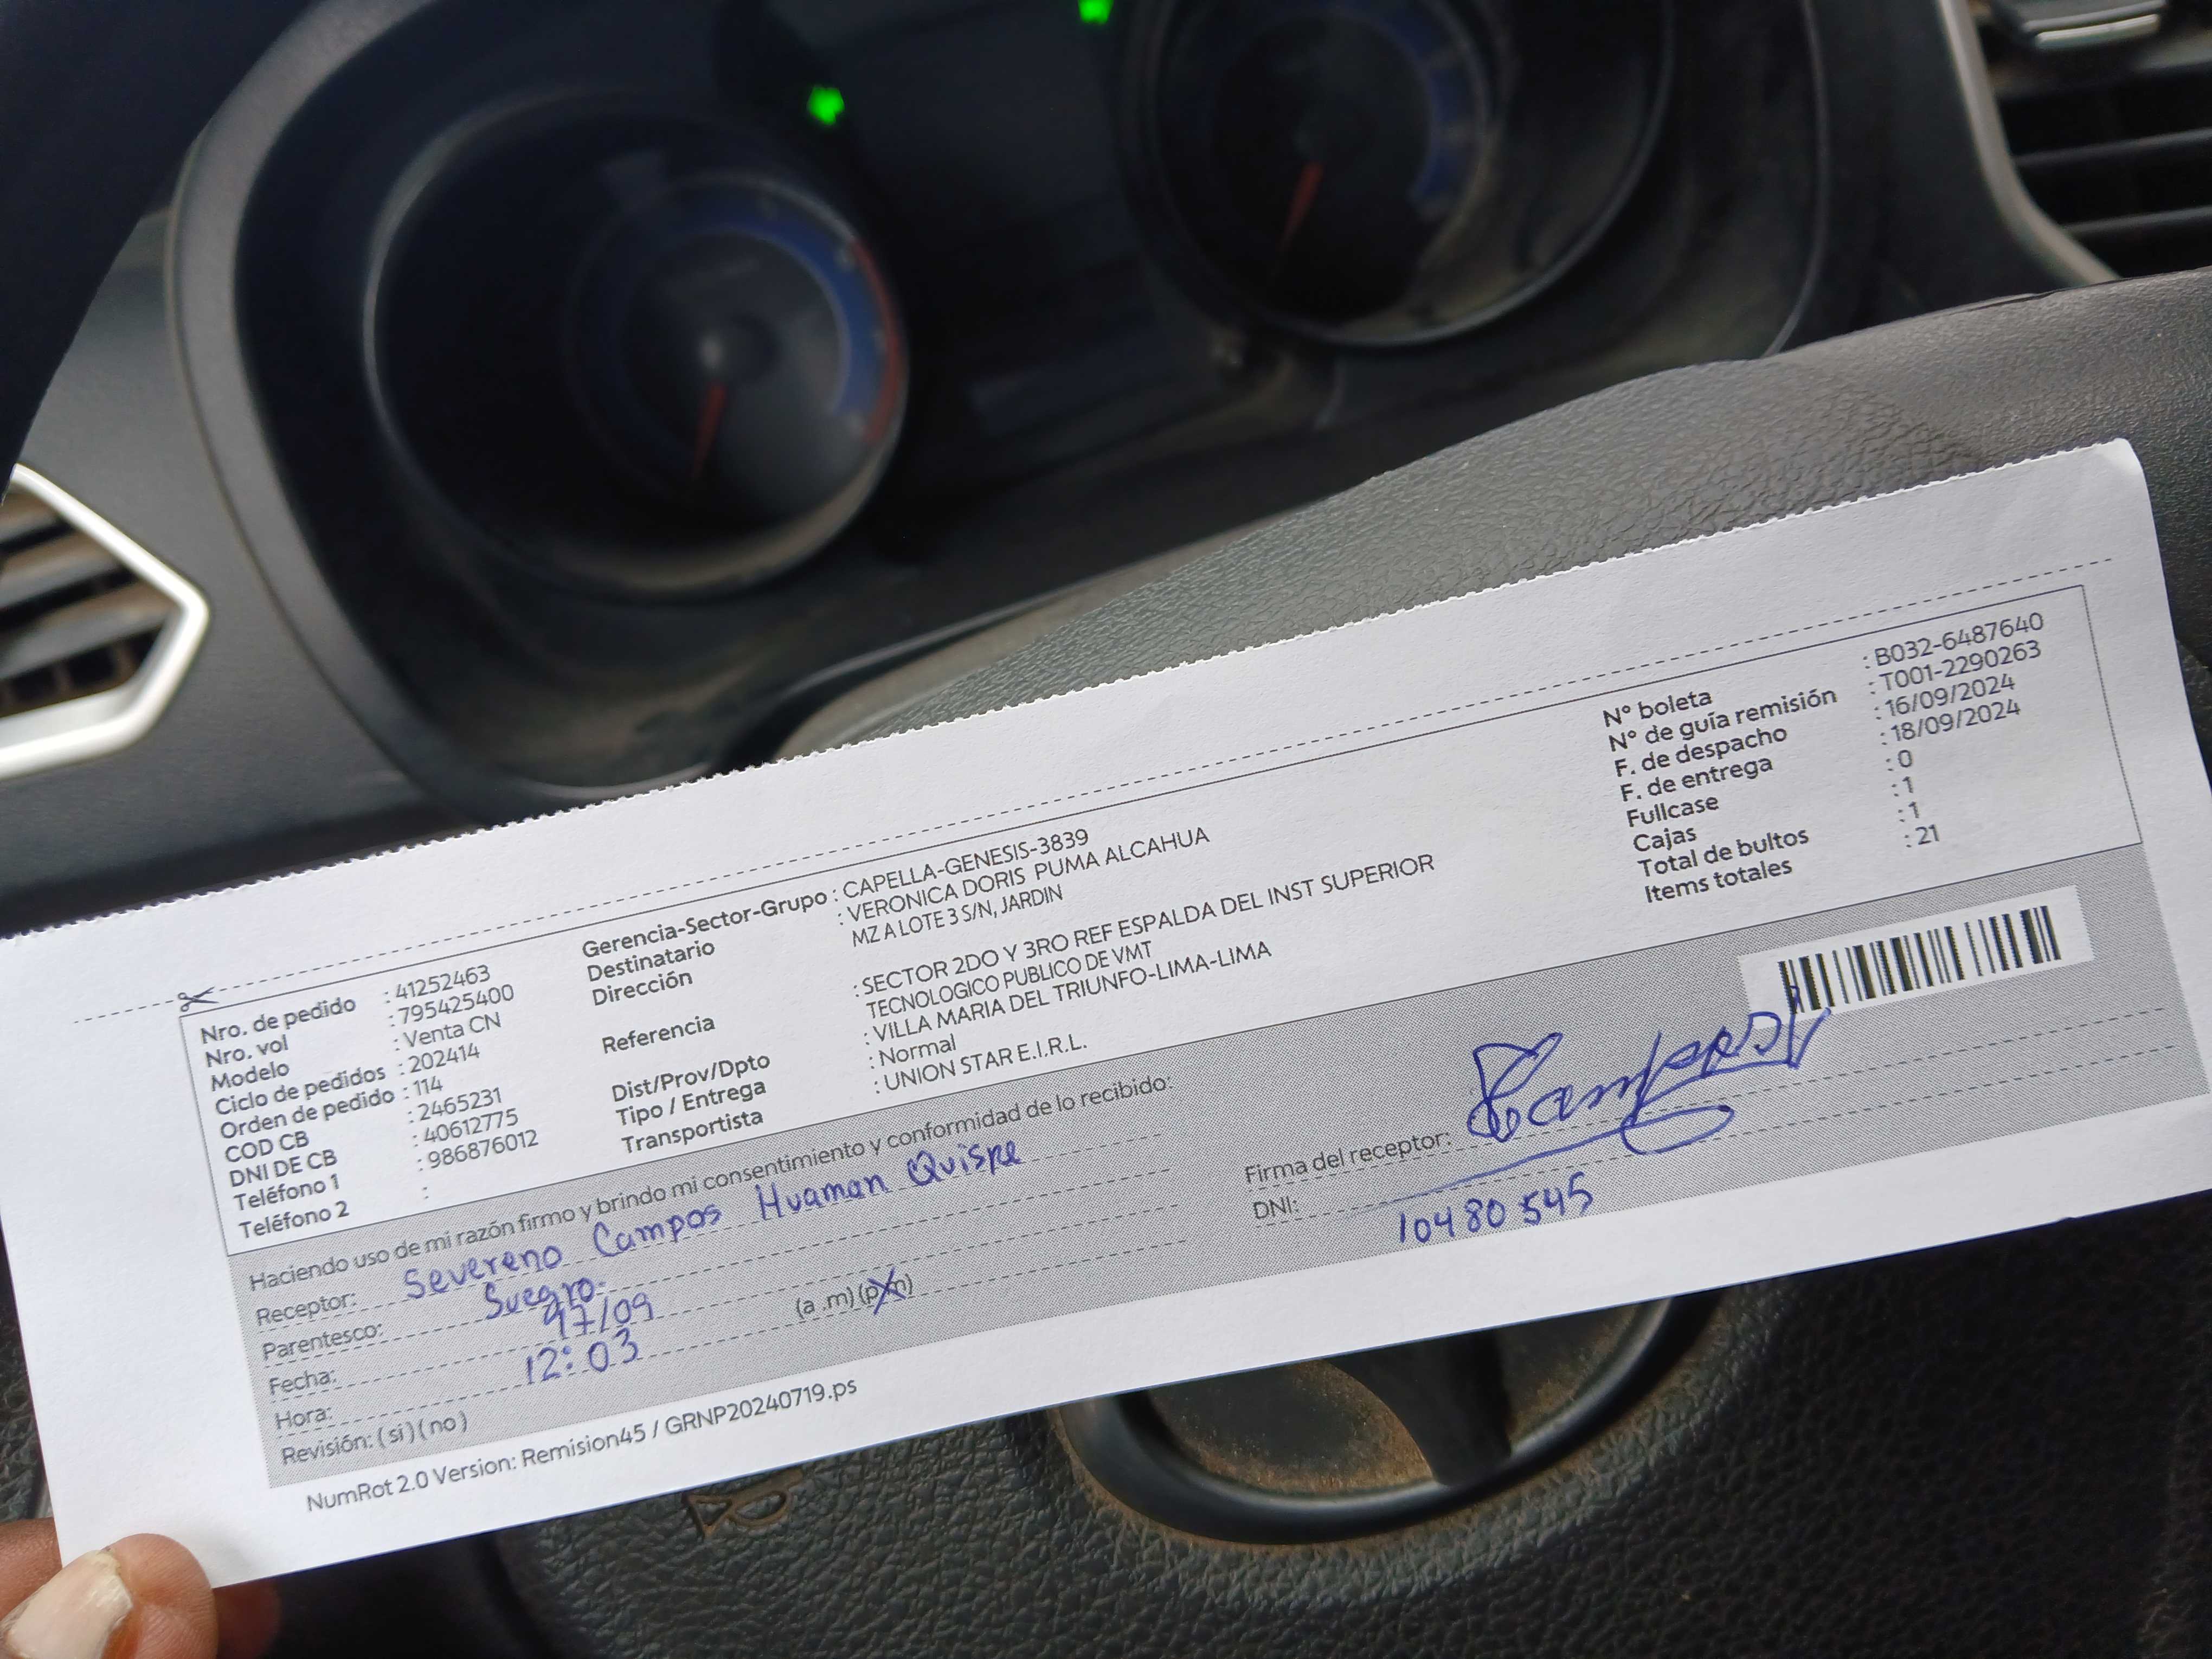 Nro. de pedido : 41252463
Nro. vol : 795425400
Modelo : Venta CN
Ciclo de pedidos : 202414
Orden de pedido : 114
COD CB : 2465231
DNI DE CB : 40612775
Teléfono 1 : 986876012
Teléfono 2 :
Gerencia-Sector-Grupo : CAPELLA-GENESIS-3839
Destinatario : VERONICA DORIS PUMA ALCAHUA
Dirección MZ A LOTE 3 S/N, JARDIN
Referencia : SECTOR 2DO Y 3RO REF ESPALDA DEL INST SUPERIOR
TECNOLOGICO PUBLICO DE VMT
Dist/Prov/Dpto : VILLA MARIA DEL TRIUNFO-LIMA-LIMA
Tipo / Entrega : Normal
Transportista : UNION STAR E.I.R.L.
N° boleta : B032-6487640
N° de guía remisión : T001-2290263
F. de despacho : 16/09/2024
F. de entrega : 18/09/2024
Fullcase : 0
Cajas : 1
Total de bultos : 1
Items totales : 21
Haciendo uso de mi razón firmo y brindo mi consentimiento y conformidad de lo recibido:
Receptor: Severeno Campos Huaman Quispe
Parentesco: Suegro.
Fecha: 17/09
Hora: 12:03 (a .m) (p.m)
Revisión: ( si ) ( no )
Firma del receptor:
DNI: 10480545
NumRot 2.0 Version: Remision45 / GRNP20240719.ps